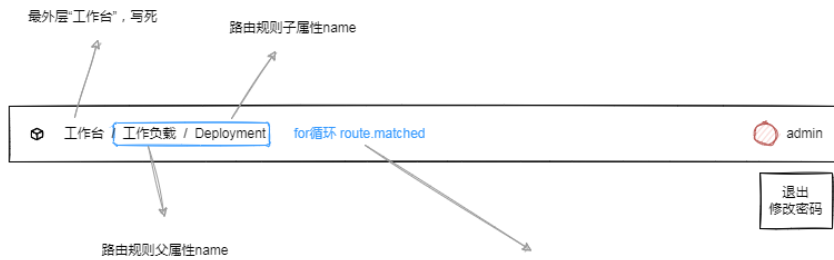 最外层“工作台”，写死
路由规则子属性name
工作台 / 工作负载 / Deployment
for循环 route.matched
admin
退出
修改密码
路由规则父属性name